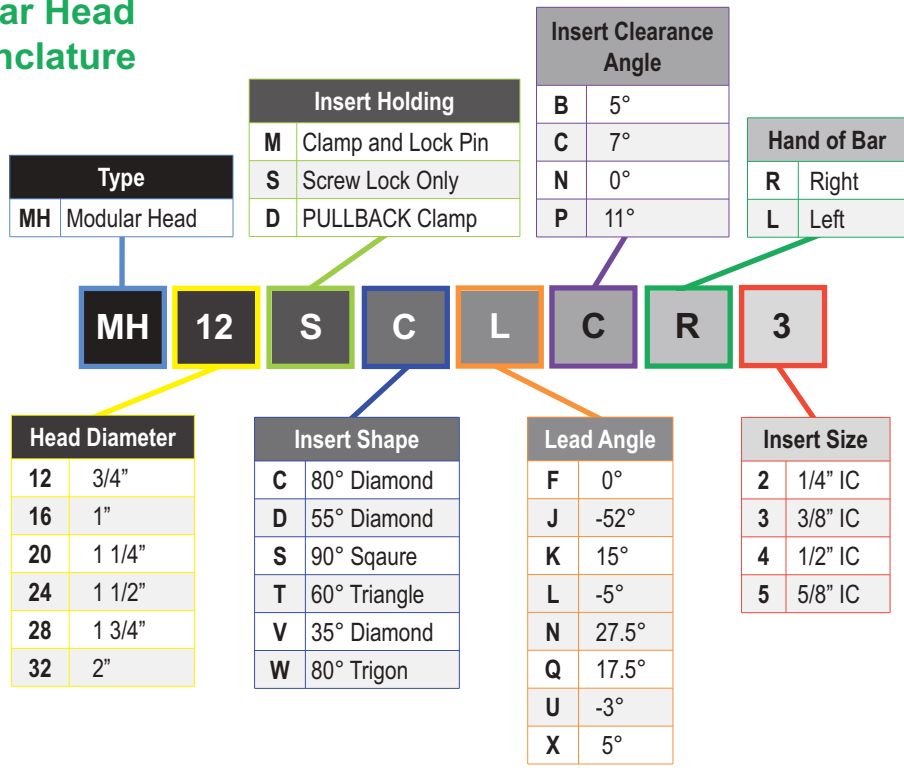 ar Head
nclature
Type
MH Modular Head
Insert Holding
M Clamp and Lock Pin
S Screw Lock Only
D PULLBACK Clamp
Insert Clearance
Angle
B 5°
C 7°
N 0°
P 11°
Hand of Bar
R Right
L Left
MH 12 S C L C R 3
Head Diameter
12 3/4”
16 1”
20 1 1/4”
24 1 1/2”
28 1 3/4”
32 2”
Insert Shape
C 80° Diamond
D 55° Diamond
S 90° Sqaure
T 60° Triangle
V 35° Diamond
W 80° Trigon
Lead Angle
F 0°
J -52°
K 15°
L -5°
N 27.5°
Q 17.5°
U -3°
X 5°
Insert Size
2 1/4” IC
3 3/8” IC
4 1/2” IC
5 5/8” IC